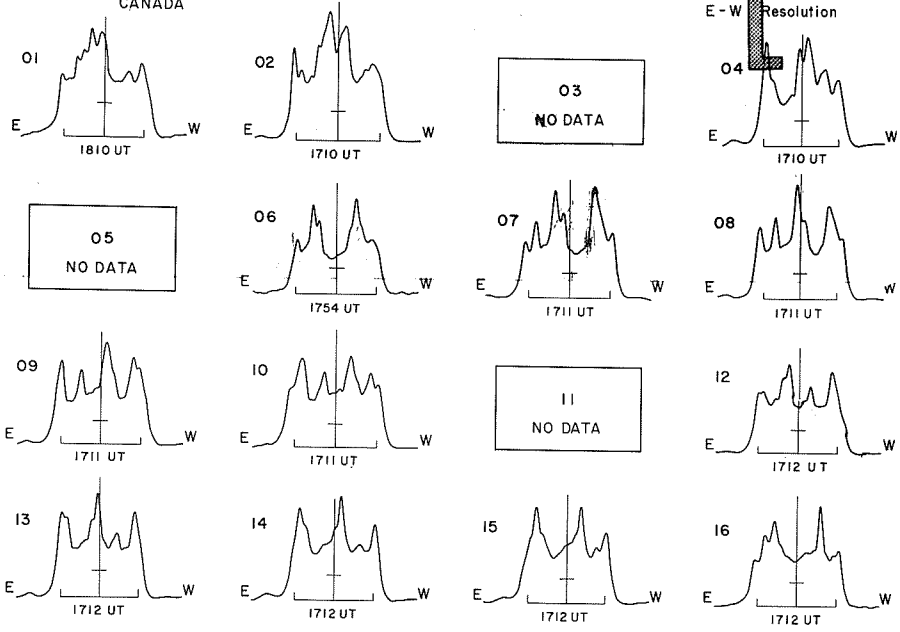 CANADA
E-W Resolution
01
E W
1810 UT
02
1710 UT
03
NO DATA
04
E W
1710 UT
05
NO DATA
06
E W
1754 UT
07
E W
1711 UT
08
E W
1711 UT
09
E W
1711 UT
10
E W
1711 UT
11
NO DATA
12
E W
1712 UT
13
E W
1712 UT
14
E W
1712 UT
15
E W
1712 UT
16
E W
1712 UT